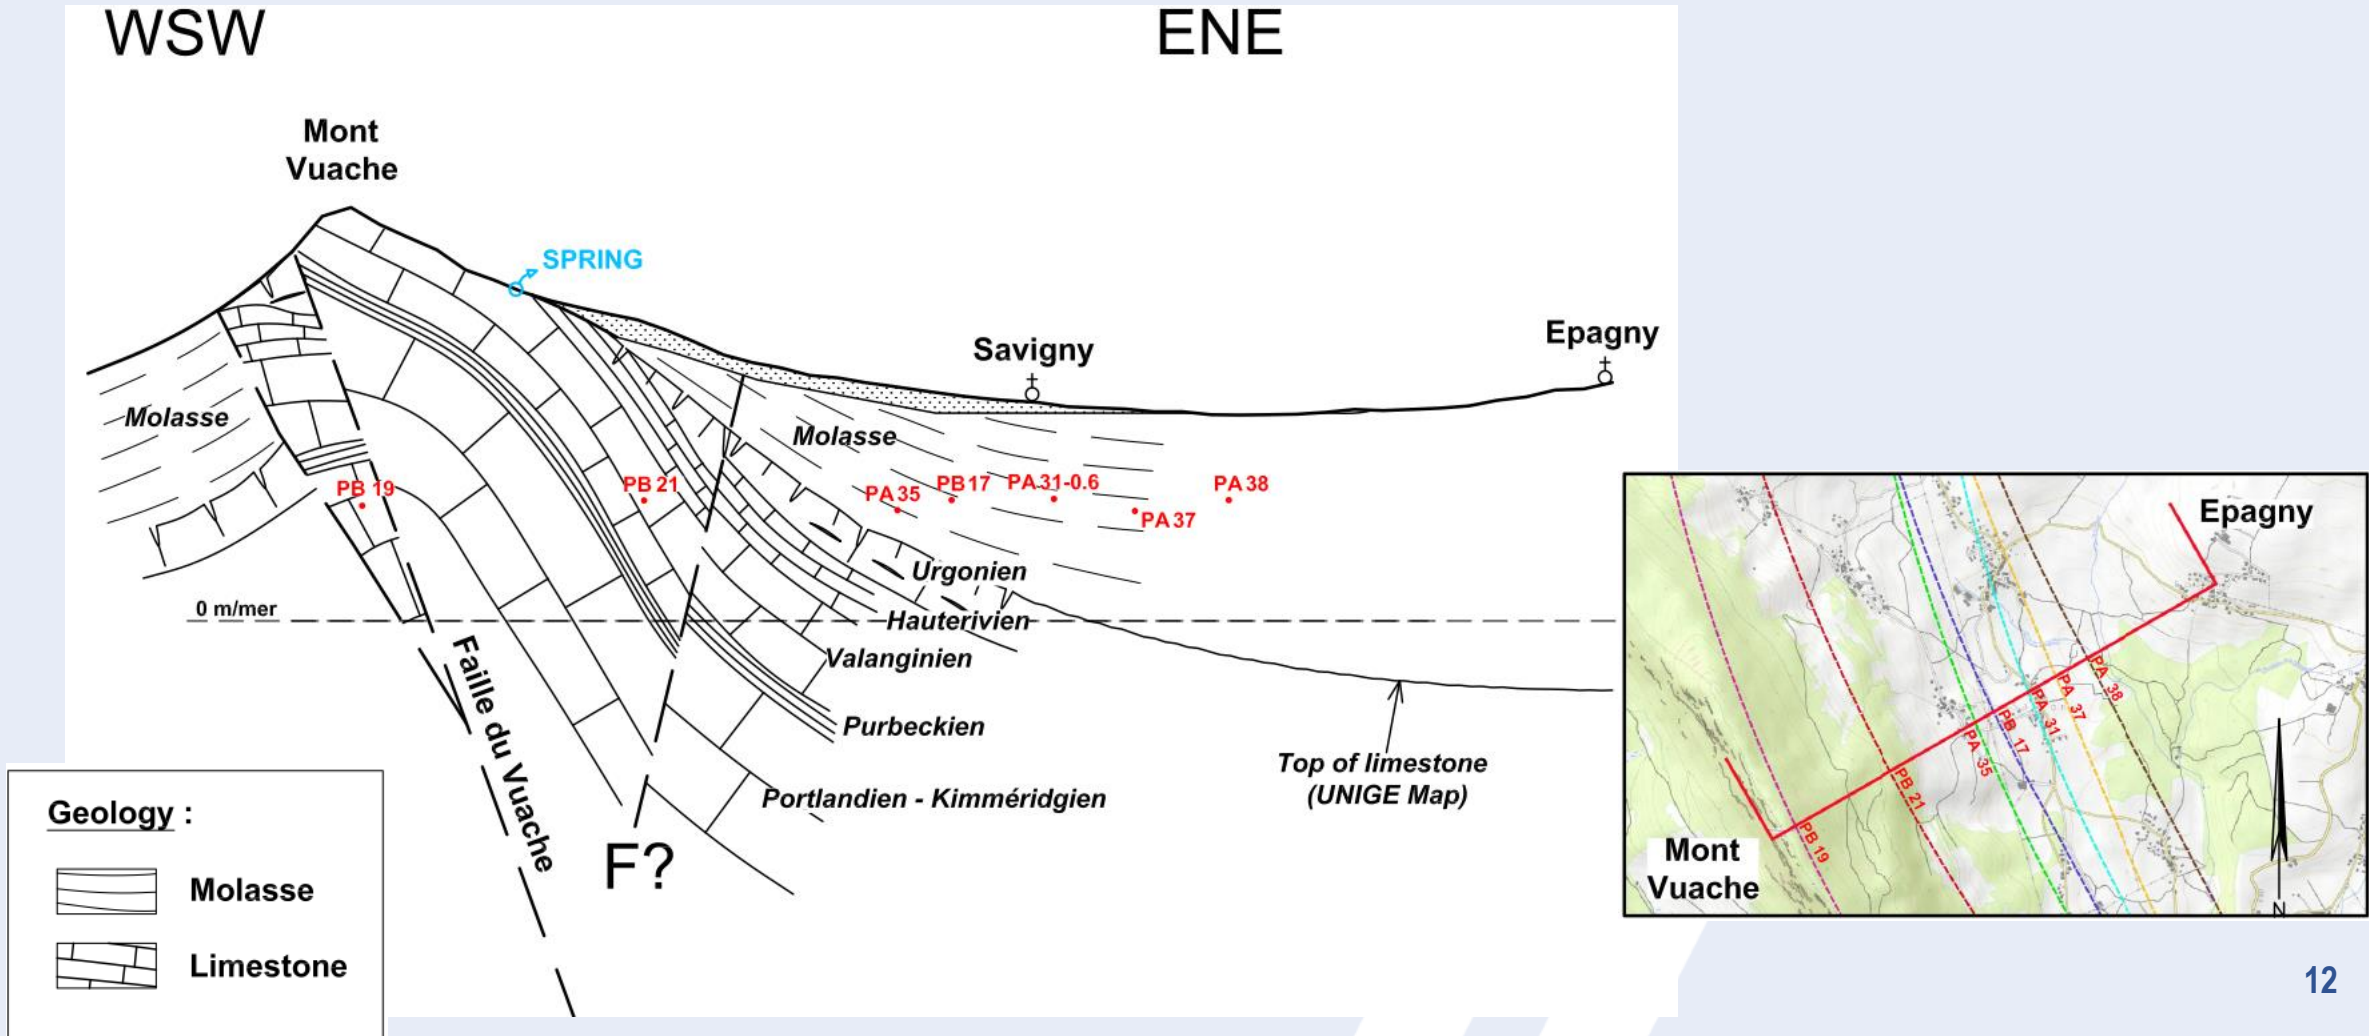 WSW
ENE
Mont
Vuache
SPRING
Savigny
Epagny
Molasse
Molasse
PB 19
PB 21
PA 35
PB 17
PA 31-0.6
PA 37
PA 38
Urgonien
0 m/mer
Hauterivien
Valanginien
Purbeckien
Portlandien - Kimméridgien
Faille du Vuache
F?
Top of limestone
(UNIGE Map)
Geology :
Molasse
Limestone
Epagny
PA 38
PA 37
PA 31
PB 17
PA 35
PB 21
PB 19
Mont
Vuache
N
12